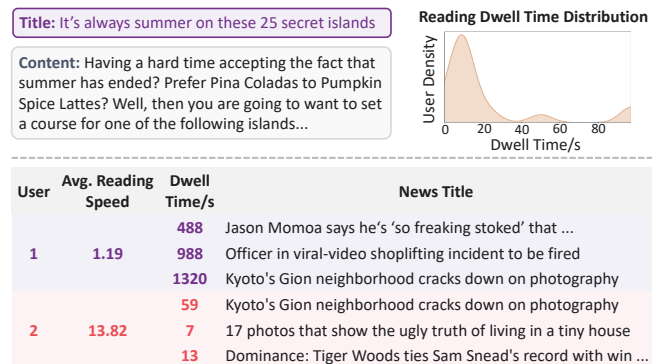 Title: It’s always summer on these 25 secret islands
Content: Having a hard time accepting the fact that
summer has ended? Prefer Pina Coladas to Pumpkin
Spice Lattes? Well, then you are going to want to set
a course for one of the following islands...
Reading Dwell Time Distribution
User Density
0 20 40 60 80
Dwell Time/s
User Avg. Reading Speed Dwell Time/s News Title
488 Jason Momoa says he‘s ‘so freaking stoked’ that ...
1 1.19 988 Officer in viral-video shoplifting incident to be fired
1320 Kyoto's Gion neighborhood cracks down on photography
59 Kyoto's Gion neighborhood cracks down on photography
2 13.82 7 17 photos that show the ugly truth of living in a tiny house
13 Dominance: Tiger Woods ties Sam Snead's record with win ...